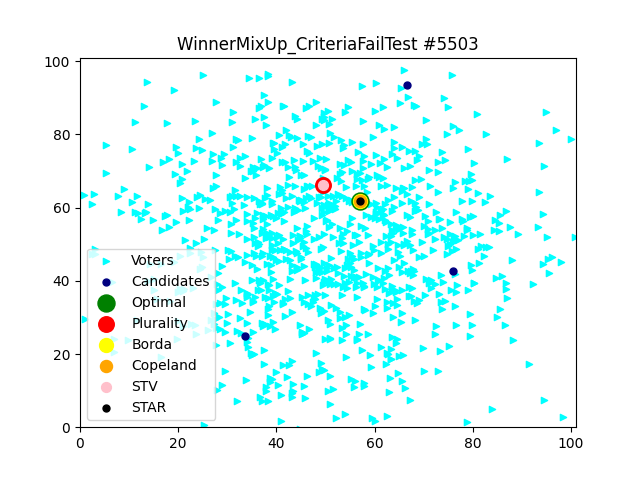 WinnerMixUp_CriteriaFailTest #5503
100
80
60
40
20
0
0 20 40 60 80 100
Voters
Candidates
Optimal
Plurality
Borda
Copeland
STV
STAR